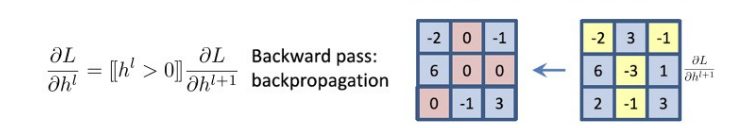 ∂L/∂h^l = ⟦h^l > 0⟧ ∂L/∂h^{l+1}
Backward pass:
backpropagation
-2 0 -1
6 0 0
0 -1 3
-2 3 -1
6 -3 1
2 -1 3
∂L/∂h^{l+1}